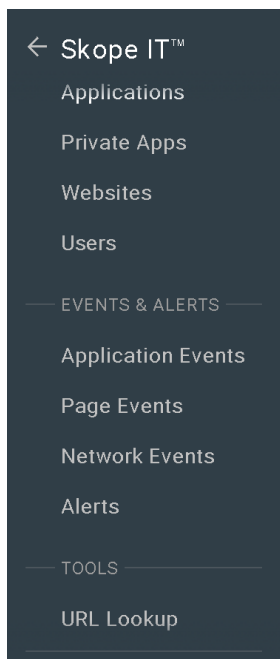 Skope IT™
Applications
Private Apps
Websites
Users
EVENTS & ALERTS
Application Events
Page Events
Network Events
Alerts
TOOLS
URL Lookup